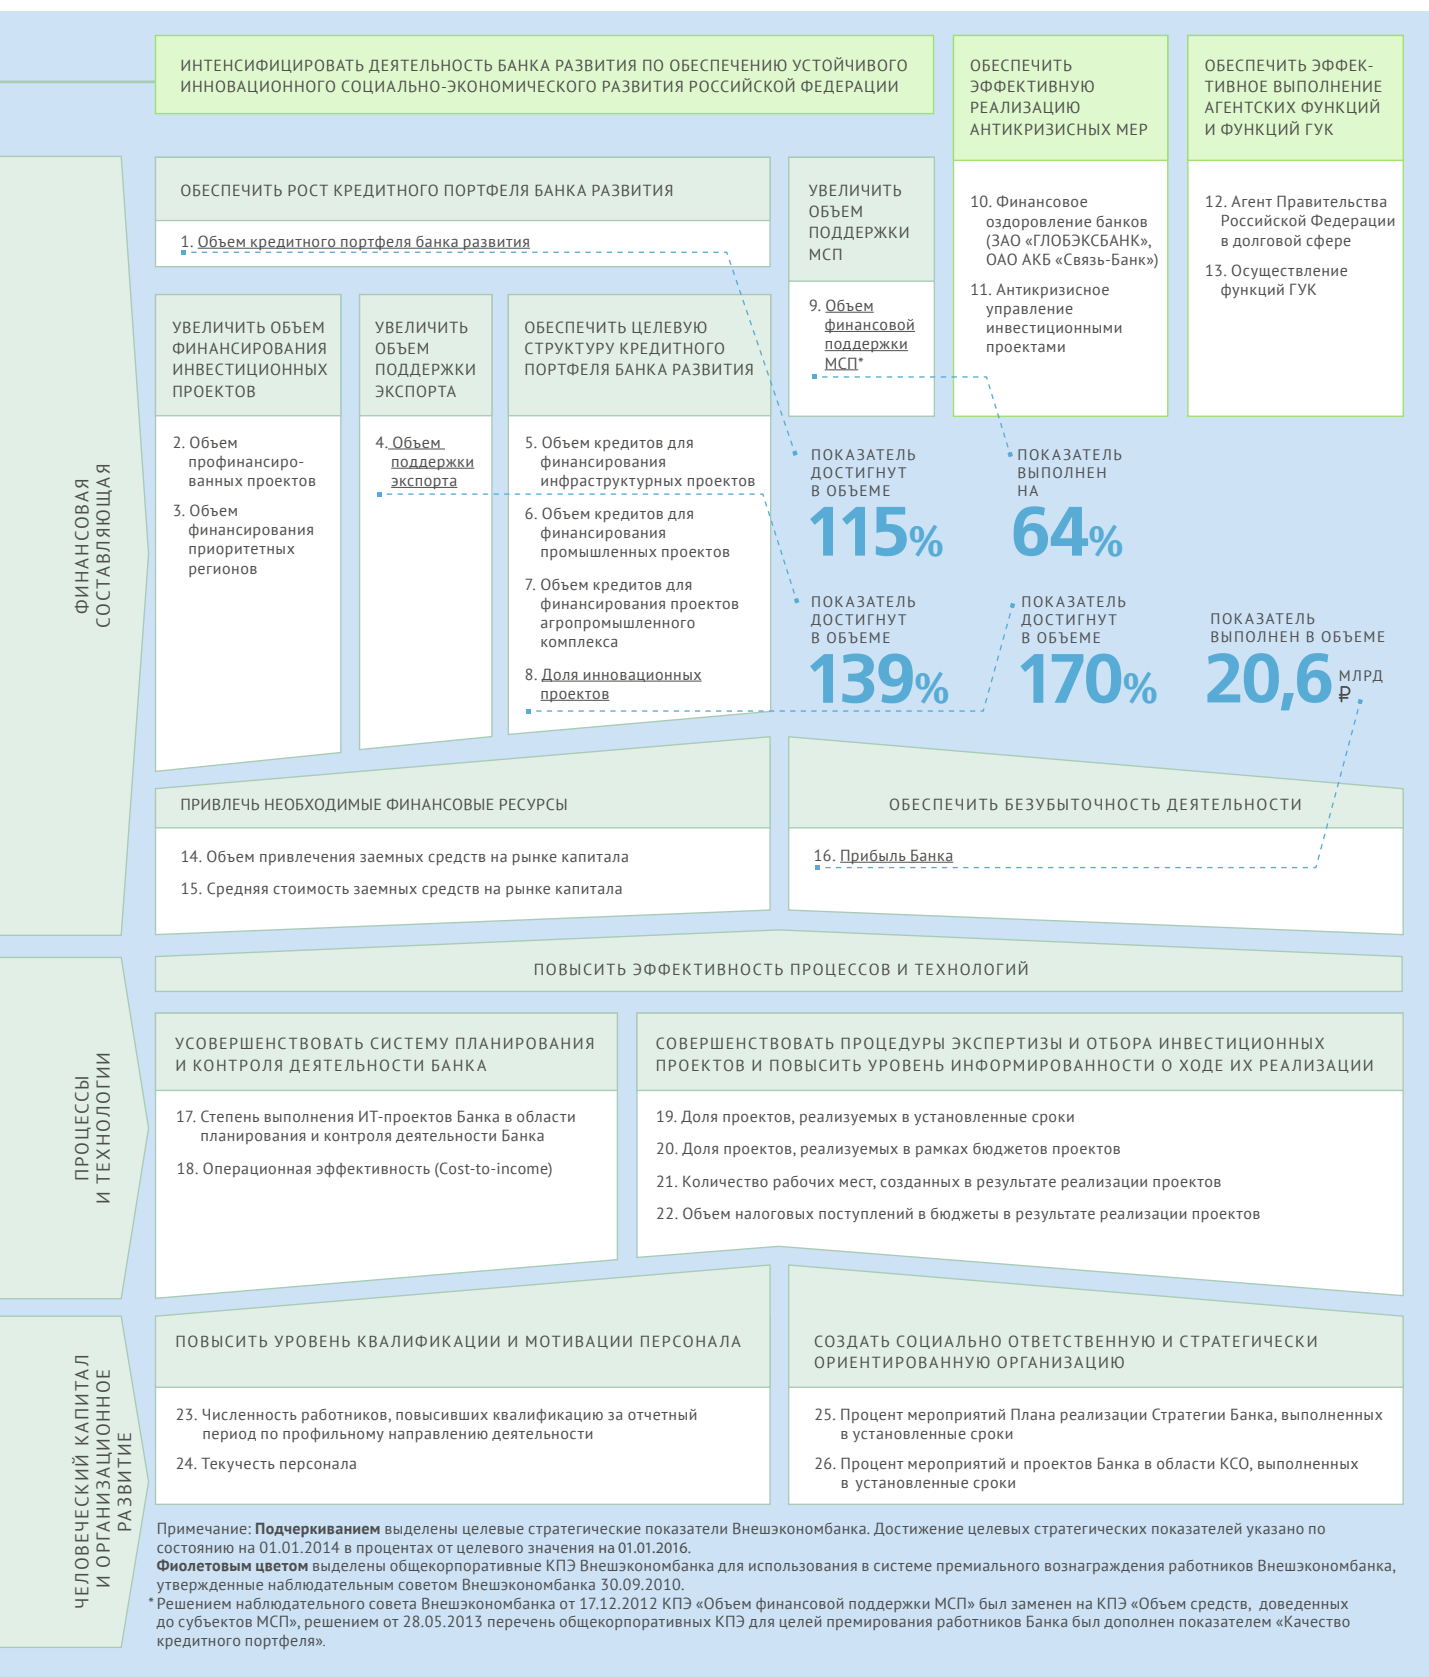 ИНТЕНСИФИЦИРОВАТЬ ДЕЯТЕЛЬНОСТЬ БАНКА РАЗВИТИЯ ПО ОБЕСПЕЧЕНИЮ УСТОЙЧИВОГО
ИННОВАЦИОННОГО СОЦИАЛЬНО-ЭКОНОМИЧЕСКОГО РАЗВИТИЯ РОССИЙСКОЙ ФЕДЕРАЦИИ
ОБЕСПЕЧИТЬ
ЭФФЕКТИВНУЮ
РЕАЛИЗАЦИЮ
АНТИКРИЗИСНЫХ МЕР
ОБЕСПЕЧИТЬ ЭФФЕК-
ТИВНОЕ ВЫПОЛНЕНИЕ
АГЕНТСКИХ ФУНКЦИЙ
И ФУНКЦИЙ ГУК
ФИНАНСОВАЯ
СОСТАВЛЯЮЩАЯ
ОБЕСПЕЧИТЬ РОСТ КРЕДИТНОГО ПОРТФЕЛЯ БАНКА РАЗВИТИЯ
1. Объем кредитного портфеля банка развития
УВЕЛИЧИТЬ
ОБЪЕМ
ПОДДЕРЖКИ
МСП
9. Объем
финансовой
поддержки
МСП*
10. Финансовое
оздоровление банков
(ЗАО «ГЛОБЭКСБАНК»,
ОАО АКБ «Связь-Банк»)
11. Антикризисное
управление
инвестиционными
проектами
12. Агент Правительства
Российской Федерации
в долговой сфере
13. Осуществление
функций ГУК
УВЕЛИЧИТЬ ОБЪЕМ
ФИНАНСИРОВАНИЯ
ИНВЕСТИЦИОННЫХ
ПРОЕКТОВ
2. Объем
профинансиро-
ванных проектов
3. Объем
финансирования
приоритетных
регионов
УВЕЛИЧИТЬ
ОБЪЕМ
ПОДДЕРЖКИ
ЭКСПОРТА
4. Объем
поддержки
экспорта
ОБЕСПЕЧИТЬ ЦЕЛЕВУЮ
СТРУКТУРУ КРЕДИТНОГО
ПОРТФЕЛЯ БАНКА РАЗВИТИЯ
5. Объем кредитов для
финансирования
инфраструктурных проектов
6. Объем кредитов для
финансирования
промышленных проектов
7. Объем кредитов для
финансирования проектов
агропромышленного
комплекса
8. Доля инновационных
проектов
ПОКАЗАТЕЛЬ
ДОСТИГНУТ
В ОБЪЕМЕ
115%
ПОКАЗАТЕЛЬ
ВЫПОЛНЕН
НА
64%
ПОКАЗАТЕЛЬ
ДОСТИГНУТ
В ОБЪЕМЕ
139%
ПОКАЗАТЕЛЬ
ДОСТИГНУТ
В ОБЪЕМЕ
170%
ПОКАЗАТЕЛЬ
ВЫПОЛНЕН В ОБЪЕМЕ
20,6 МЛРД
₽
ПРИВЛЕЧЬ НЕОБХОДИМЫЕ ФИНАНСОВЫЕ РЕСУРСЫ
14. Объем привлечения заемных средств на рынке капитала
15. Средняя стоимость заемных средств на рынке капитала
ОБЕСПЕЧИТЬ БЕЗУБЫТОЧНОСТЬ ДЕЯТЕЛЬНОСТИ
16. Прибыль Банка
ПРОЦЕССЫ
И ТЕХНОЛОГИИ
ПОВЫСИТЬ ЭФФЕКТИВНОСТЬ ПРОЦЕССОВ И ТЕХНОЛОГИЙ
УСОВЕРШЕНСТВОВАТЬ СИСТЕМУ ПЛАНИРОВАНИЯ
И КОНТРОЛЯ ДЕЯТЕЛЬНОСТИ БАНКА
17. Степень выполнения ИТ-проектов Банка в области
планирования и контроля деятельности Банка
18. Операционная эффективность (Cost-to-income)
СОВЕРШЕНСТВОВАТЬ ПРОЦЕДУРЫ ЭКСПЕРТИЗЫ И ОТБОРА ИНВЕСТИЦИОННЫХ
ПРОЕКТОВ И ПОВЫСИТЬ УРОВЕНЬ ИНФОРМИРОВАННОСТИ О ХОДЕ ИХ РЕАЛИЗАЦИИ
19. Доля проектов, реализуемых в установленные сроки
20. Доля проектов, реализуемых в рамках бюджетов проектов
21. Количество рабочих мест, созданных в результате реализации проектов
22. Объем налоговых поступлений в бюджеты в результате реализации проектов
ЧЕЛОВЕЧЕСКИЙ КАПИТАЛ
И ОРГАНИЗАЦИОННОЕ
РАЗВИТИЕ
ПОВЫСИТЬ УРОВЕНЬ КВАЛИФИКАЦИИ И МОТИВАЦИИ ПЕРСОНАЛА
23. Численность работников, повысивших квалификацию за отчетный
период по профильному направлению деятельности
24. Текучесть персонала
СОЗДАТЬ СОЦИАЛЬНО ОТВЕТСТВЕННУЮ И СТРАТЕГИЧЕСКИ
ОРИЕНТИРОВАННУЮ ОРГАНИЗАЦИЮ
25. Процент мероприятий Плана реализации Стратегии Банка, выполненных
в установленные сроки
26. Процент мероприятий и проектов Банка в области КСО, выполненных
в установленные сроки
Примечание: Подчеркиванием выделены целевые стратегические показатели Внешэкономбанка. Достижение целевых стратегических показателей указано по
состоянию на 01.01.2014 в процентах от целевого значения на 01.01.2016.
Фиолетовым цветом выделены общекорпоративные КПЭ Внешэкономбанка для использования в системе премиального вознаграждения работников Внешэкономбанка,
утвержденные наблюдательным советом Внешэкономбанка 30.09.2010.
* Решением наблюдательного совета Внешэкономбанка от 17.12.2012 КПЭ «Объем финансовой поддержки МСП» был заменен на КПЭ «Объем средств, доведенных
до субъектов МСП», решением от 28.05.2013 перечень общекорпоративных КПЭ для целей премирования работников Банка был дополнен показателем «Качество
кредитного портфеля».